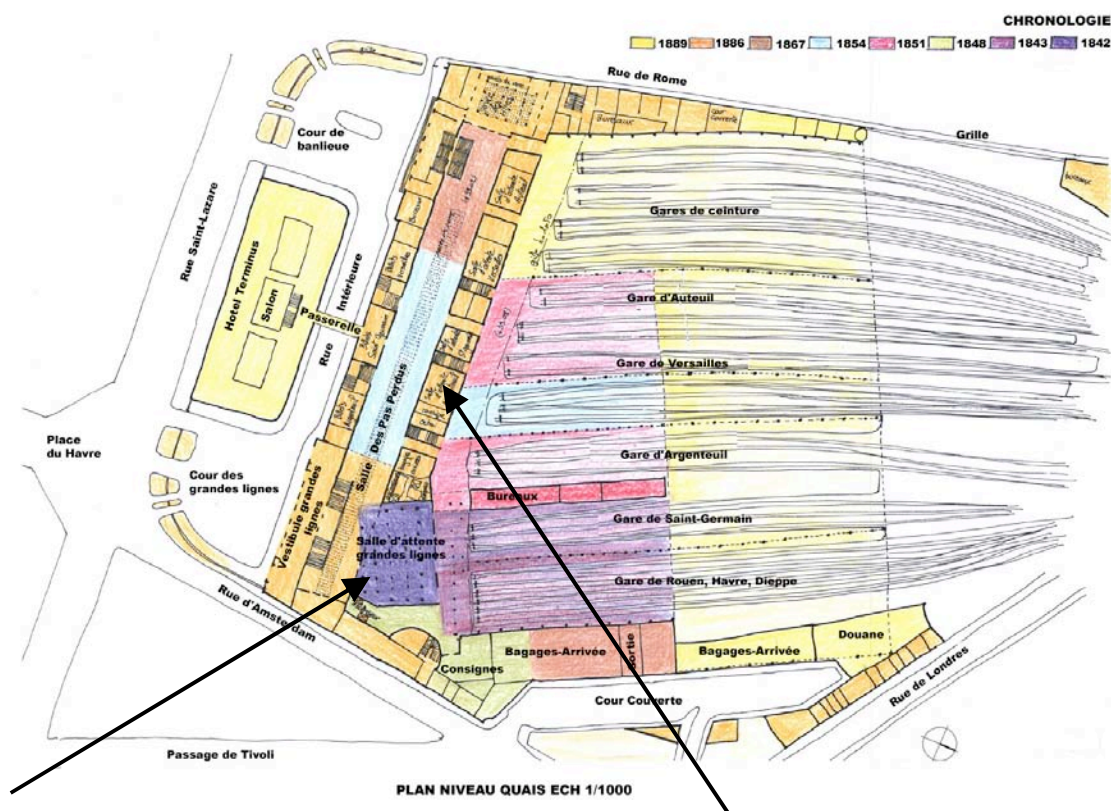 CHRONOLOGIE
1889 1886 1867 1854 1851 1848 1843 1842
Rue de Rome
Grille
Cour de
banlieue
Bureaux
Cour
couverte
Gares de ceinture
Rue Saint-Lazare
Hotel Terminus
Salon
Passerelle
Rue Intérieure
Gare d'Auteuil
Gare de Versailles
Salle Des Pas Perdus
Place
du Havre
Cour des
grandes lignes
Vestibule grandes
lignes
Gare d'Argenteuil
Bureaux
Gare de Saint-Germain
Salle d'attente
grandes lignes
Gare de Rouen, Havre, Dieppe
Rue d'Amsterdam
Consignes
Bagages-Arrivée
Sortie
Bagages-Arrivée
Douane
Rue de Londres
Cour Couverte
Passage de Tivoli
PLAN NIVEAU QUAIS ECH 1/1000